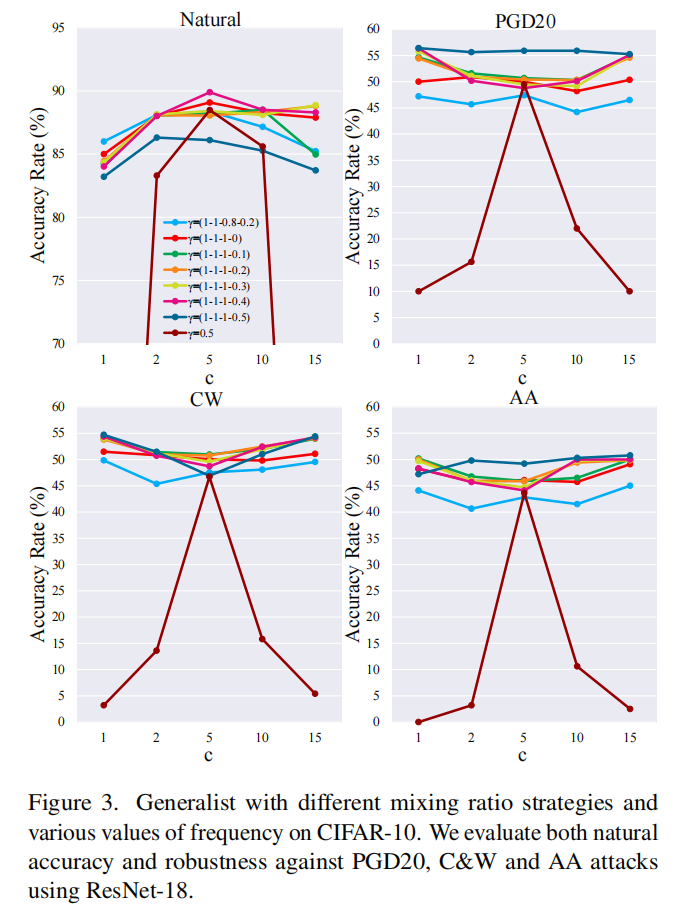 Natural
Accuracy Rate (%)
95
90
85
80
75
70
γ=(1-1-0.8-0.2)
γ=(1-1-1-0)
γ=(1-1-1-0.1)
γ=(1-1-1-0.2)
γ=(1-1-1-0.3)
γ=(1-1-1-0.4)
γ=(1-1-1-0.5)
γ=0.5
1 2 5 10 15
c
PGD20
Accuracy Rate (%)
60
55
50
45
40
35
30
25
20
15
10
5
0
1 2 5 10 15
c
CW
Accuracy Rate (%)
60
55
50
45
40
35
30
25
20
15
10
5
0
1 2 5 10 15
c
AA
Accuracy Rate (%)
60
55
50
45
40
35
30
25
20
15
10
5
0
1 2 5 10 15
c
Figure 3. Generalist with different mixing ratio strategies and
various values of frequency on CIFAR-10. We evaluate both natural
accuracy and robustness against PGD20, C&W and AA attacks
using ResNet-18.